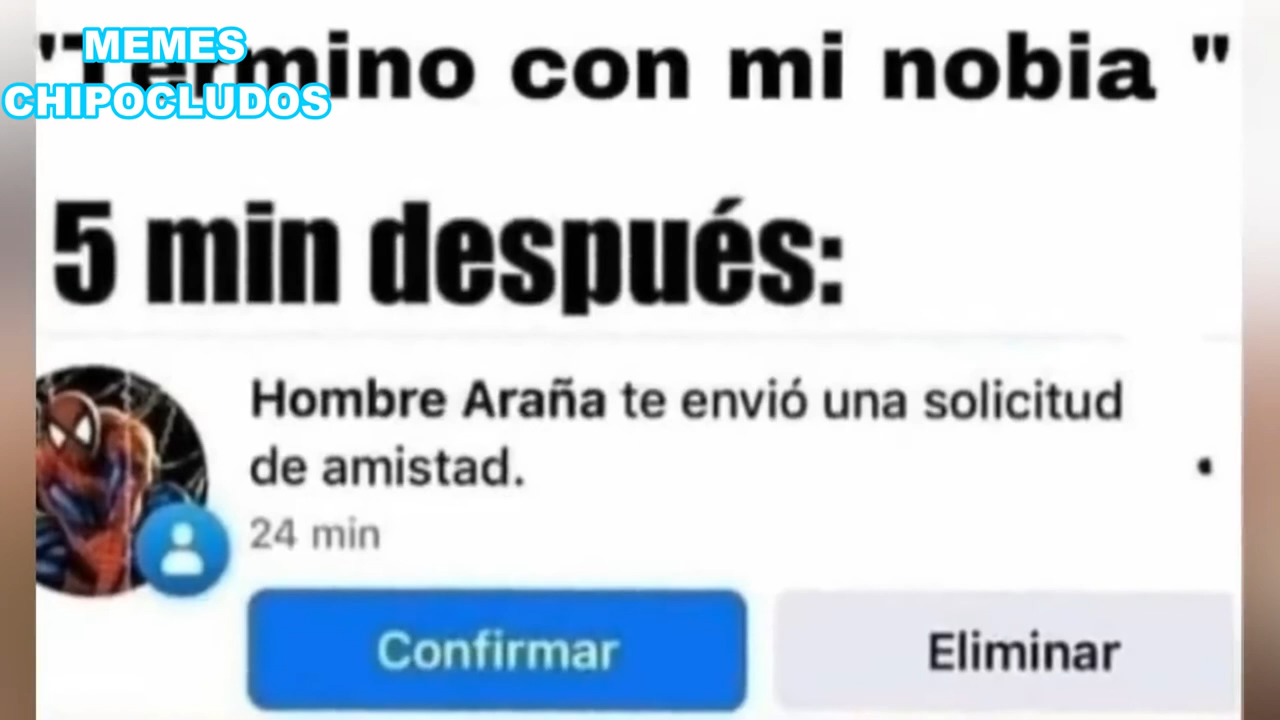 MEMES
CHIPOCLUDOS
"Termino con mi nobia "
5 min después:
Hombre Araña te envió una solicitud
de amistad.
24 min
Confirmar
Eliminar